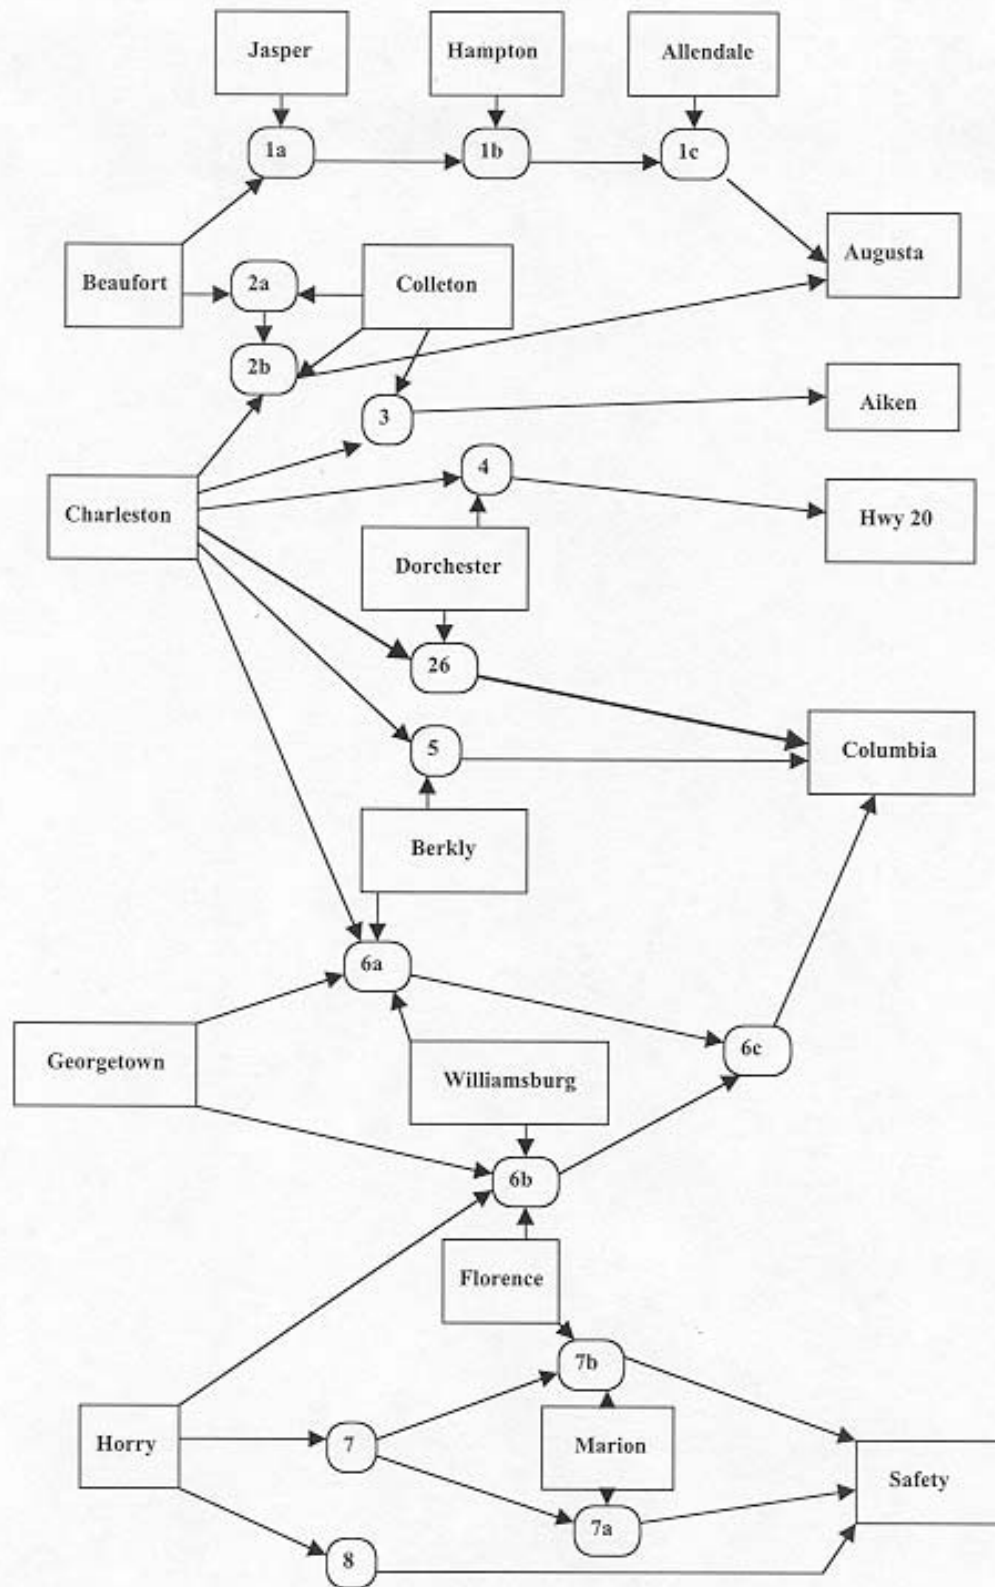 Jasper
Hampton
Allendale
1a
1b
1c
Augusta
Beaufort
2a
Colleton
2b
3
Aiken
4
Charleston
Hwy 20
Dorchester
26
5
Columbia
Berkly
6a
Georgetown
6c
Williamsburg
6b
Florence
7b
Horry
7
Marion
Safety
7a
8